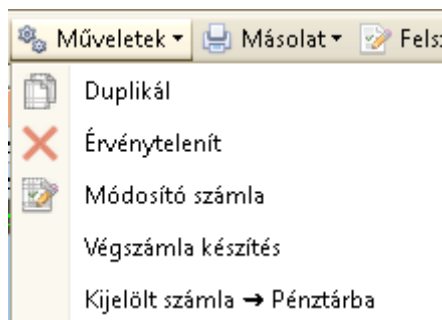 Műveletek Másolat
Duplikál
Érvénytelenít
Módosító számla
Végszámla készítés
Kijelölt számla → Pénztárba